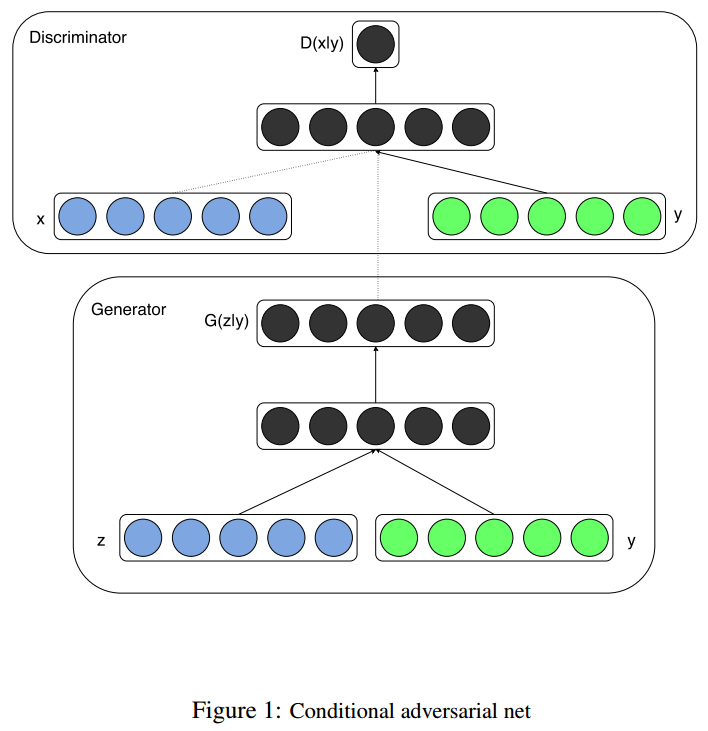 Discriminator
D(x|y)
x
y
Generator
G(z|y)
z
y
Figure 1: Conditional adversarial net